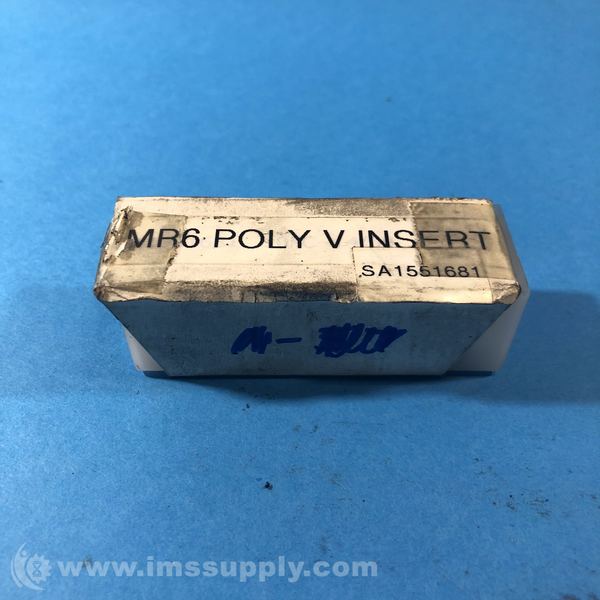 MR6 POLY V INSERT
SA1551681
www.imssupply.com